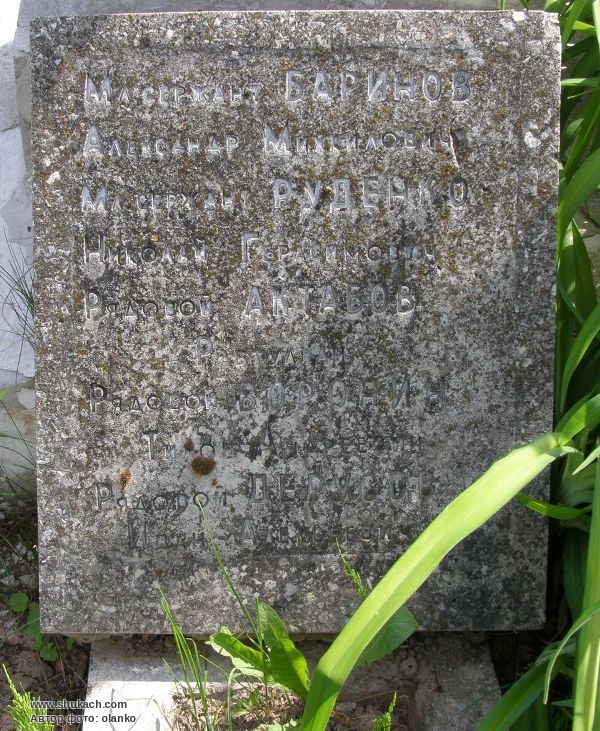 Мл. сержант БАРИНОВ
Александр Михайлович
Мл. сержант РУДЕНКО
Николай Герасимович
Рядовой АКТАБОВ
Рядовой ВОРОНИН
Рядовой
www.shukach.com
Автор фото: olanko